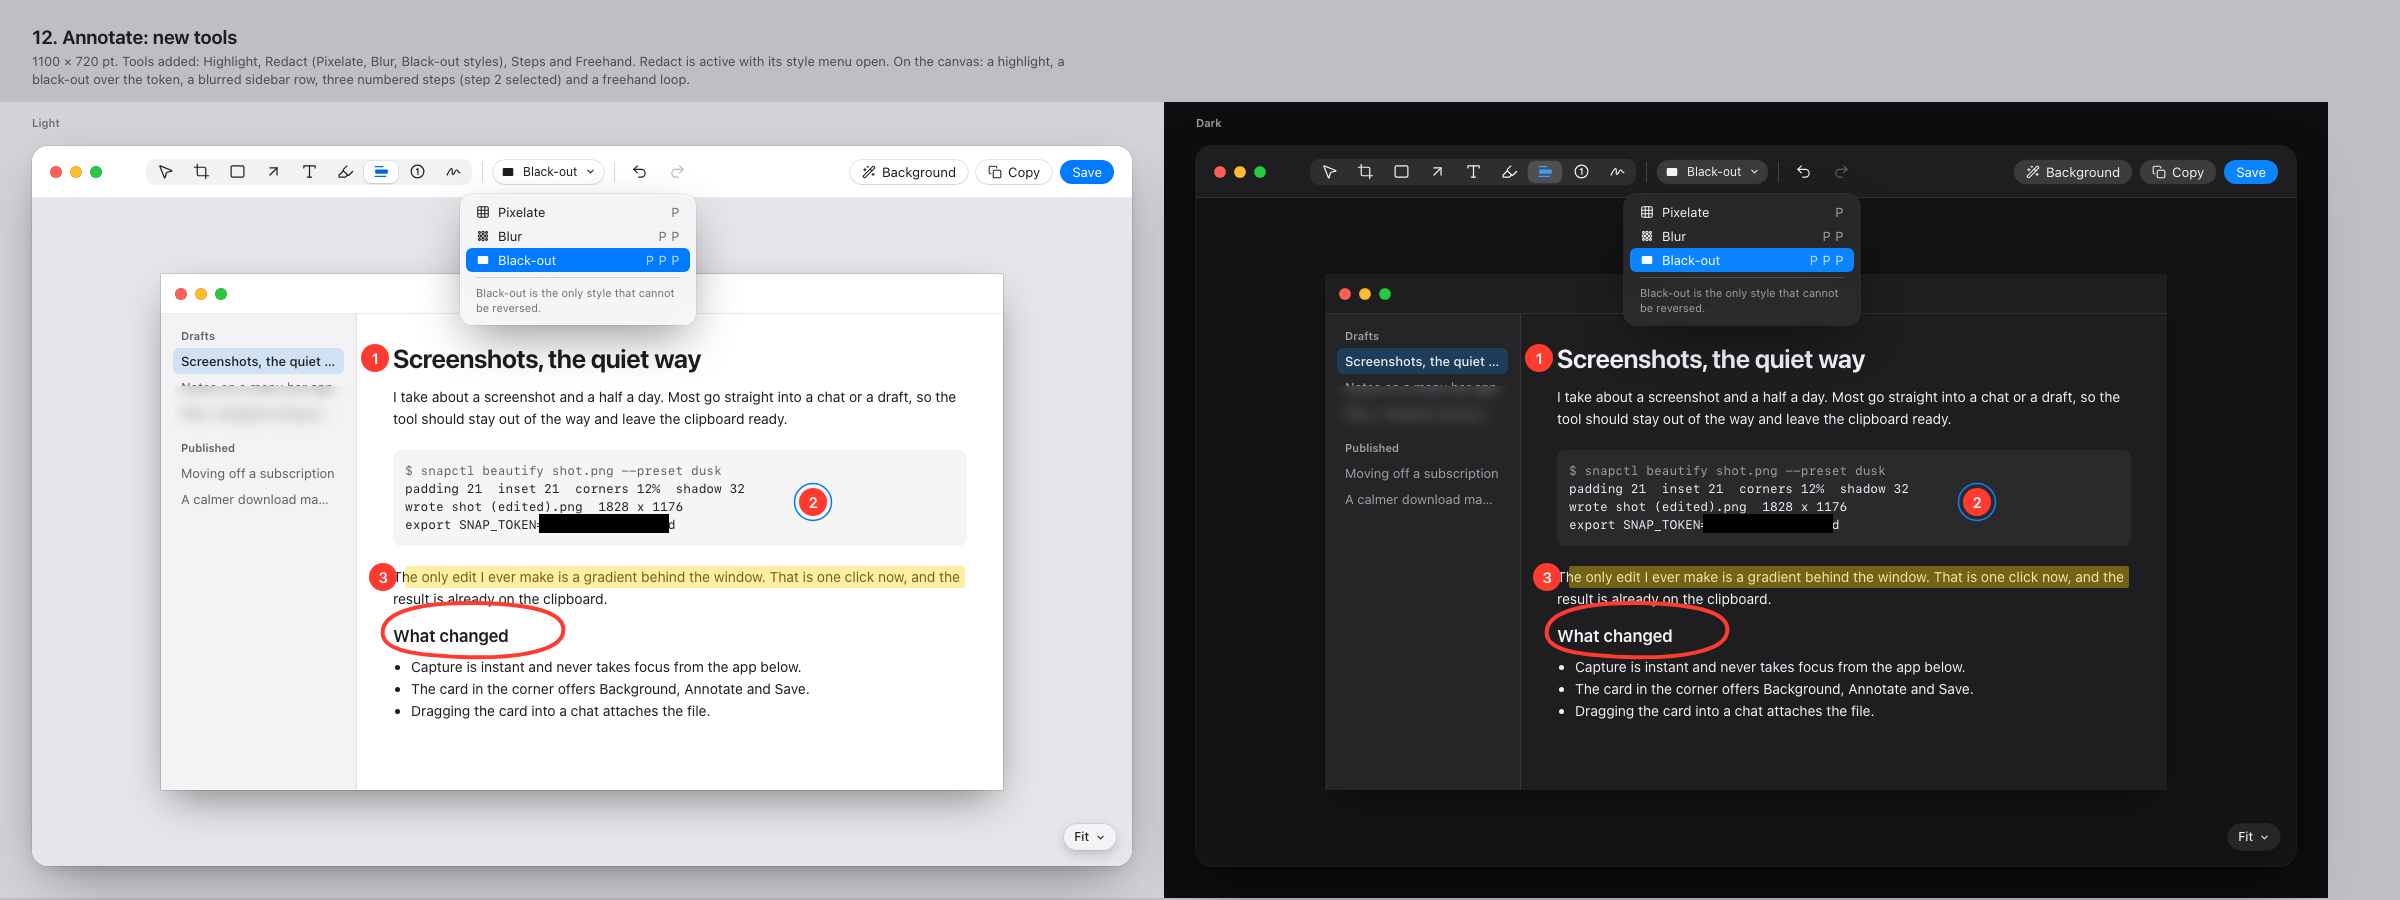 12. Annotate: new tools
1100 × 720 pt. Tools added: Highlight, Redact (Pixelate, Blur, Black-out styles), Steps and Freehand. Redact is active with its style menu open. On the canvas: a highlight, a
black-out over the token, a blurred sidebar row, three numbered steps (step 2 selected) and a freehand loop.
Light
T 1 Black-out Background Copy Save
Pixelate P
Blur P P
Black-out P P P
Black-out is the only style that cannot
be reversed.
Drafts
Screenshots, the quiet ...
Published
Moving off a subscription
A calmer download ma...
1 Screenshots, the quiet way
I take about a screenshot and a half a day. Most go straight into a chat or a draft, so the
tool should stay out of the way and leave the clipboard ready.
$ snapctl beautify shot.png --preset dusk
padding 21 inset 21 corners 12% shadow 32
wrote shot (edited).png 1828 x 1176
export SNAP_TOKEN= d
2
3 The only edit I ever make is a gradient behind the window. That is one click now, and the
result is already on the clipboard.
What changed
• Capture is instant and never takes focus from the app below.
• The card in the corner offers Background, Annotate and Save.
• Dragging the card into a chat attaches the file.
Fit
Dark
T 1 Black-out Background Copy Save
Pixelate P
Blur P P
Black-out P P P
Black-out is the only style that cannot
be reversed.
Drafts
Screenshots, the quiet ...
Published
Moving off a subscription
A calmer download ma...
1 Screenshots, the quiet way
I take about a screenshot and a half a day. Most go straight into a chat or a draft, so the
tool should stay out of the way and leave the clipboard ready.
$ snapctl beautify shot.png --preset dusk
padding 21 inset 21 corners 12% shadow 32
wrote shot (edited).png 1828 x 1176
export SNAP_TOKEN= d
2
3 The only edit I ever make is a gradient behind the window. That is one click now, and the
result is already on the clipboard.
What changed
• Capture is instant and never takes focus from the app below.
• The card in the corner offers Background, Annotate and Save.
• Dragging the card into a chat attaches the file.
Fit